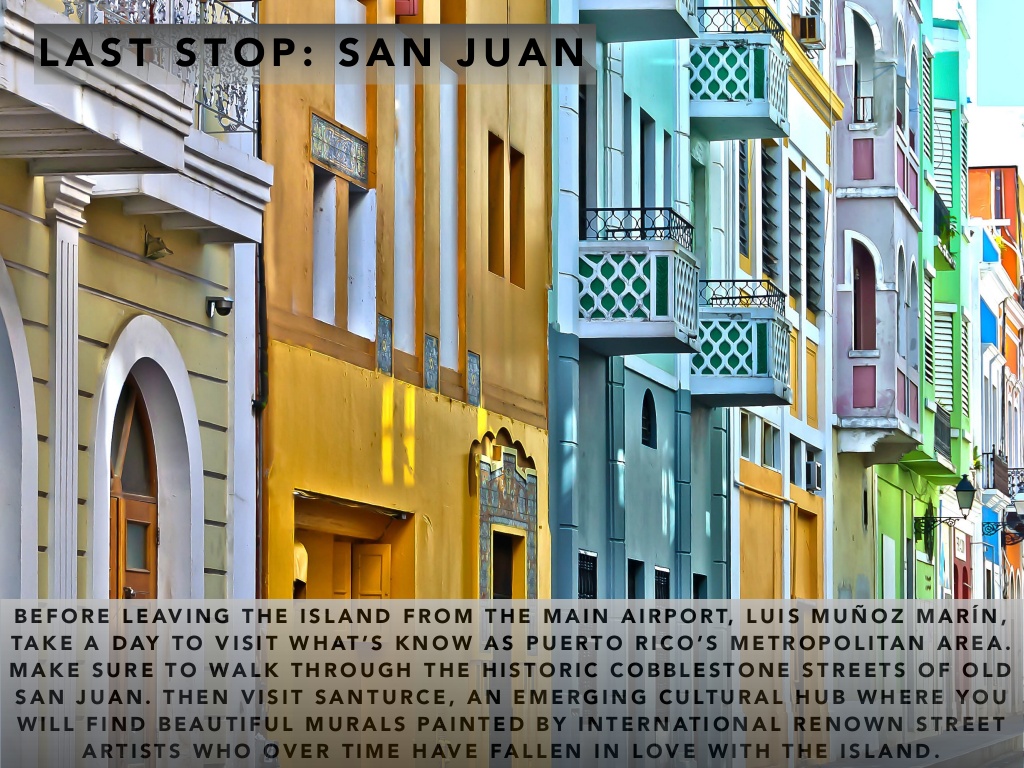 LAST STOP: SAN JUAN
BEFORE LEAVING THE ISLAND FROM THE MAIN AIRPORT, LUIS MUÑOZ MARÍN,
TAKE A DAY TO VISIT WHAT'S KNOW AS PUERTO RICO'S METROPOLITAN AREA.
MAKE SURE TO WALK THROUGH THE HISTORIC COBBLESTONE STREETS OF OLD
SAN JUAN. THEN VISIT SANTURCE, AN EMERGING CULTURAL HUB WHERE YOU
WILL FIND BEAUTIFUL MURALS PAINTED BY INTERNATIONAL RENOWN STREET
ARTISTS WHO OVER TIME HAVE FALLEN IN LOVE WITH THE ISLAND.